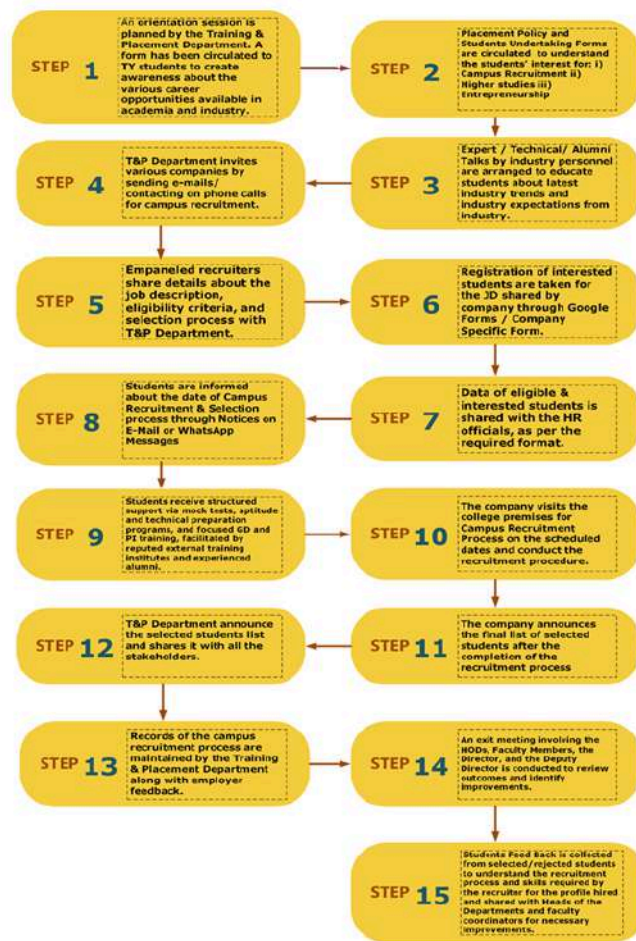 STEP 1
An orientation session is
planned by the Training &
Placement Department. A
form has been circulated to
TY students to create
awareness about the
various career
opportunities available in
academia and industry.
STEP 2
Placement Policy and
Students Undertaking Forms
are circulated to understand
the students' interest for: i)
Campus Recruitment ii)
Higher studies iii)
Entrepreneurship
STEP 3
Expert / Technical/ Alumni
Talks by industry personnel
are arranged to educate
students about latest
industry trends and
industry expectations from
industry.
STEP 4
T&P Department invites
various companies by
sending e-mails/
contacting on phone calls
for campus recruitment.
STEP 5
Empaneled recruiters
share details about the
job description,
eligibility criteria, and
selection process with
T&P Department.
STEP 6
Registration of interested
students are taken for
the JD shared by
company through Google
Forms / Company
Specific Form.
STEP 7
Data of eligible &
interested students is
shared with the HR
officials, as per the
required format.
STEP 8
Students are informed
about the date of Campus
Recruitment & Selection
process through Notices on
E-Mail or WhatsApp
Messages
STEP 9
Students receive structured
support via mock tests, aptitude
and technical preparation
programs, and focused GD and
PI training, facilitated by
reputed external training
institutes and experienced
alumni.
STEP 10
The company visits the
college premises for
Campus Recruitment
Process on the scheduled
dates and conduct the
recruitment procedure.
STEP 11
The company announces
the final list of selected
students after the
completion of the
recruitment process
STEP 12
T&P Department announce
the selected students list
and shares it with all the
stakeholders.
STEP 13
Records of the campus
recruitment process are
maintained by the Training
& Placement Department
along with employer
feedback.
STEP 14
An exit meeting involving the
HODs, Faculty Members, the
Director, and the Deputy
Director is conducted to review
outcomes and identify
improvements.
STEP 15
Students Feed Back is collected
from selected/rejected students
to understand the recruitment
process and skills required by
the recruiter for the profile hired
and shared with Heads of the
Departments and faculty
coordinators for necessary
improvements.